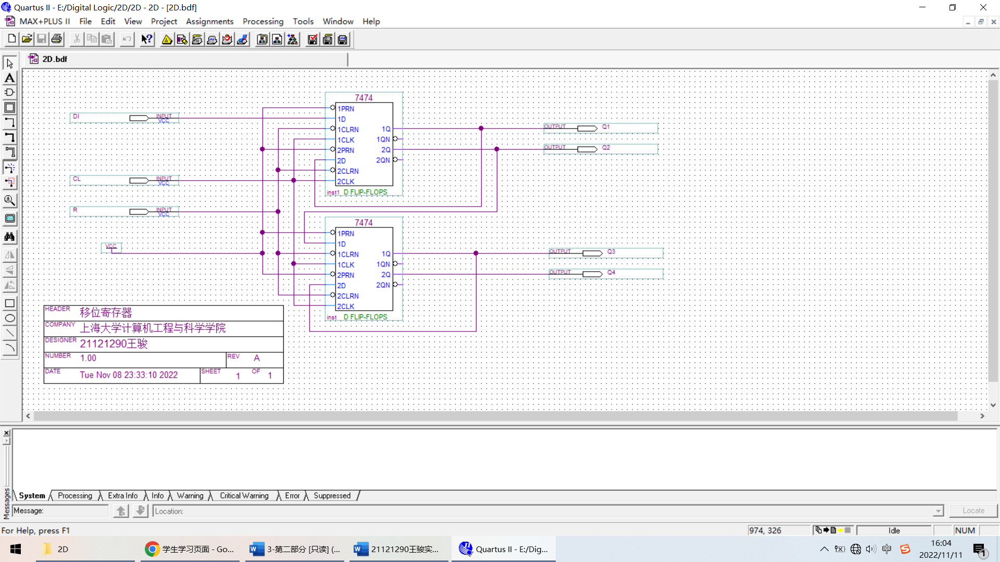 Quartus II - E:/Digital Logic/2D/2D - 2D - [2D.bdf]
MAX+PLUS II File Edit View Project Assignments Processing Tools Window Help
2D.bdf
7474
1PRN
DI INPUT VCC 1D
1CLRN 1Q OUTPUT Q1
1CLK 1QN
2PRN 2Q OUTPUT Q2
2D 2QN
2CLRN
CL INPUT VCC 2CLK
inst1 D FLIP-FLOPS
R INPUT VCC
7474
1PRN
1D
VCC 1CLRN 1Q OUTPUT Q3
1CLK 1QN
2PRN 2Q OUTPUT Q4
2D 2QN
2CLRN
2CLK
inst D FLIP-FLOPS
HEADER 移位寄存器
COMPANY 上海大学计算机工程与科学学院
DESIGNER 21121290王骏
NUMBER 1.00 REV A
DATE Tue Nov 08 23:33:10 2022 SHEET 1 OF 1
Messages
System Processing Extra Info Info Warning Critical Warning Error Suppressed
Message: Location: Locate
For Help, press F1 974, 326 Idle NUM
2D 学生学习页面 - Go... 3-第二部分 [只读] (... 21121290王骏实... Quartus II - E:/Dig... 中 16:04
2022/11/11 1